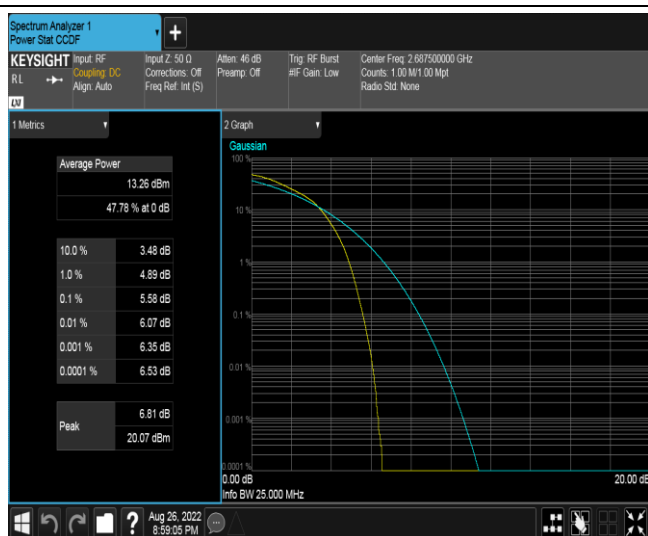 Spectrum Analyzer 1
Power Stat CCDF
+
KEYSIGHT
RL
LXI
Input: RF
Coupling: DC
Align: Auto
Input Z: 50 Ω
Corrections: Off
Freq Ref: Int (S)
Atten: 46 dB
Preamp: Off
Trig: RF Burst
#IF Gain: Low
Center Freq: 2.687500000 GHz
Counts: 1.00 M/1.00 Mpt
Radio Std: None
1 Metrics
Average Power
13.26 dBm
47.78 % at 0 dB
10.0 % 3.48 dB
1.0 % 4.89 dB
0.1 % 5.58 dB
0.01 % 6.07 dB
0.001 % 6.35 dB
0.0001 % 6.53 dB
Peak
6.81 dB
20.07 dBm
2 Graph
Gaussian
100 %
10 %
1 %
0.1 %
0.01 %
0.001 %
0.0001 %
0.00 dB
20.00 dB
Info BW 25.000 MHz
?
Aug 26, 2022
8:59:05 PM